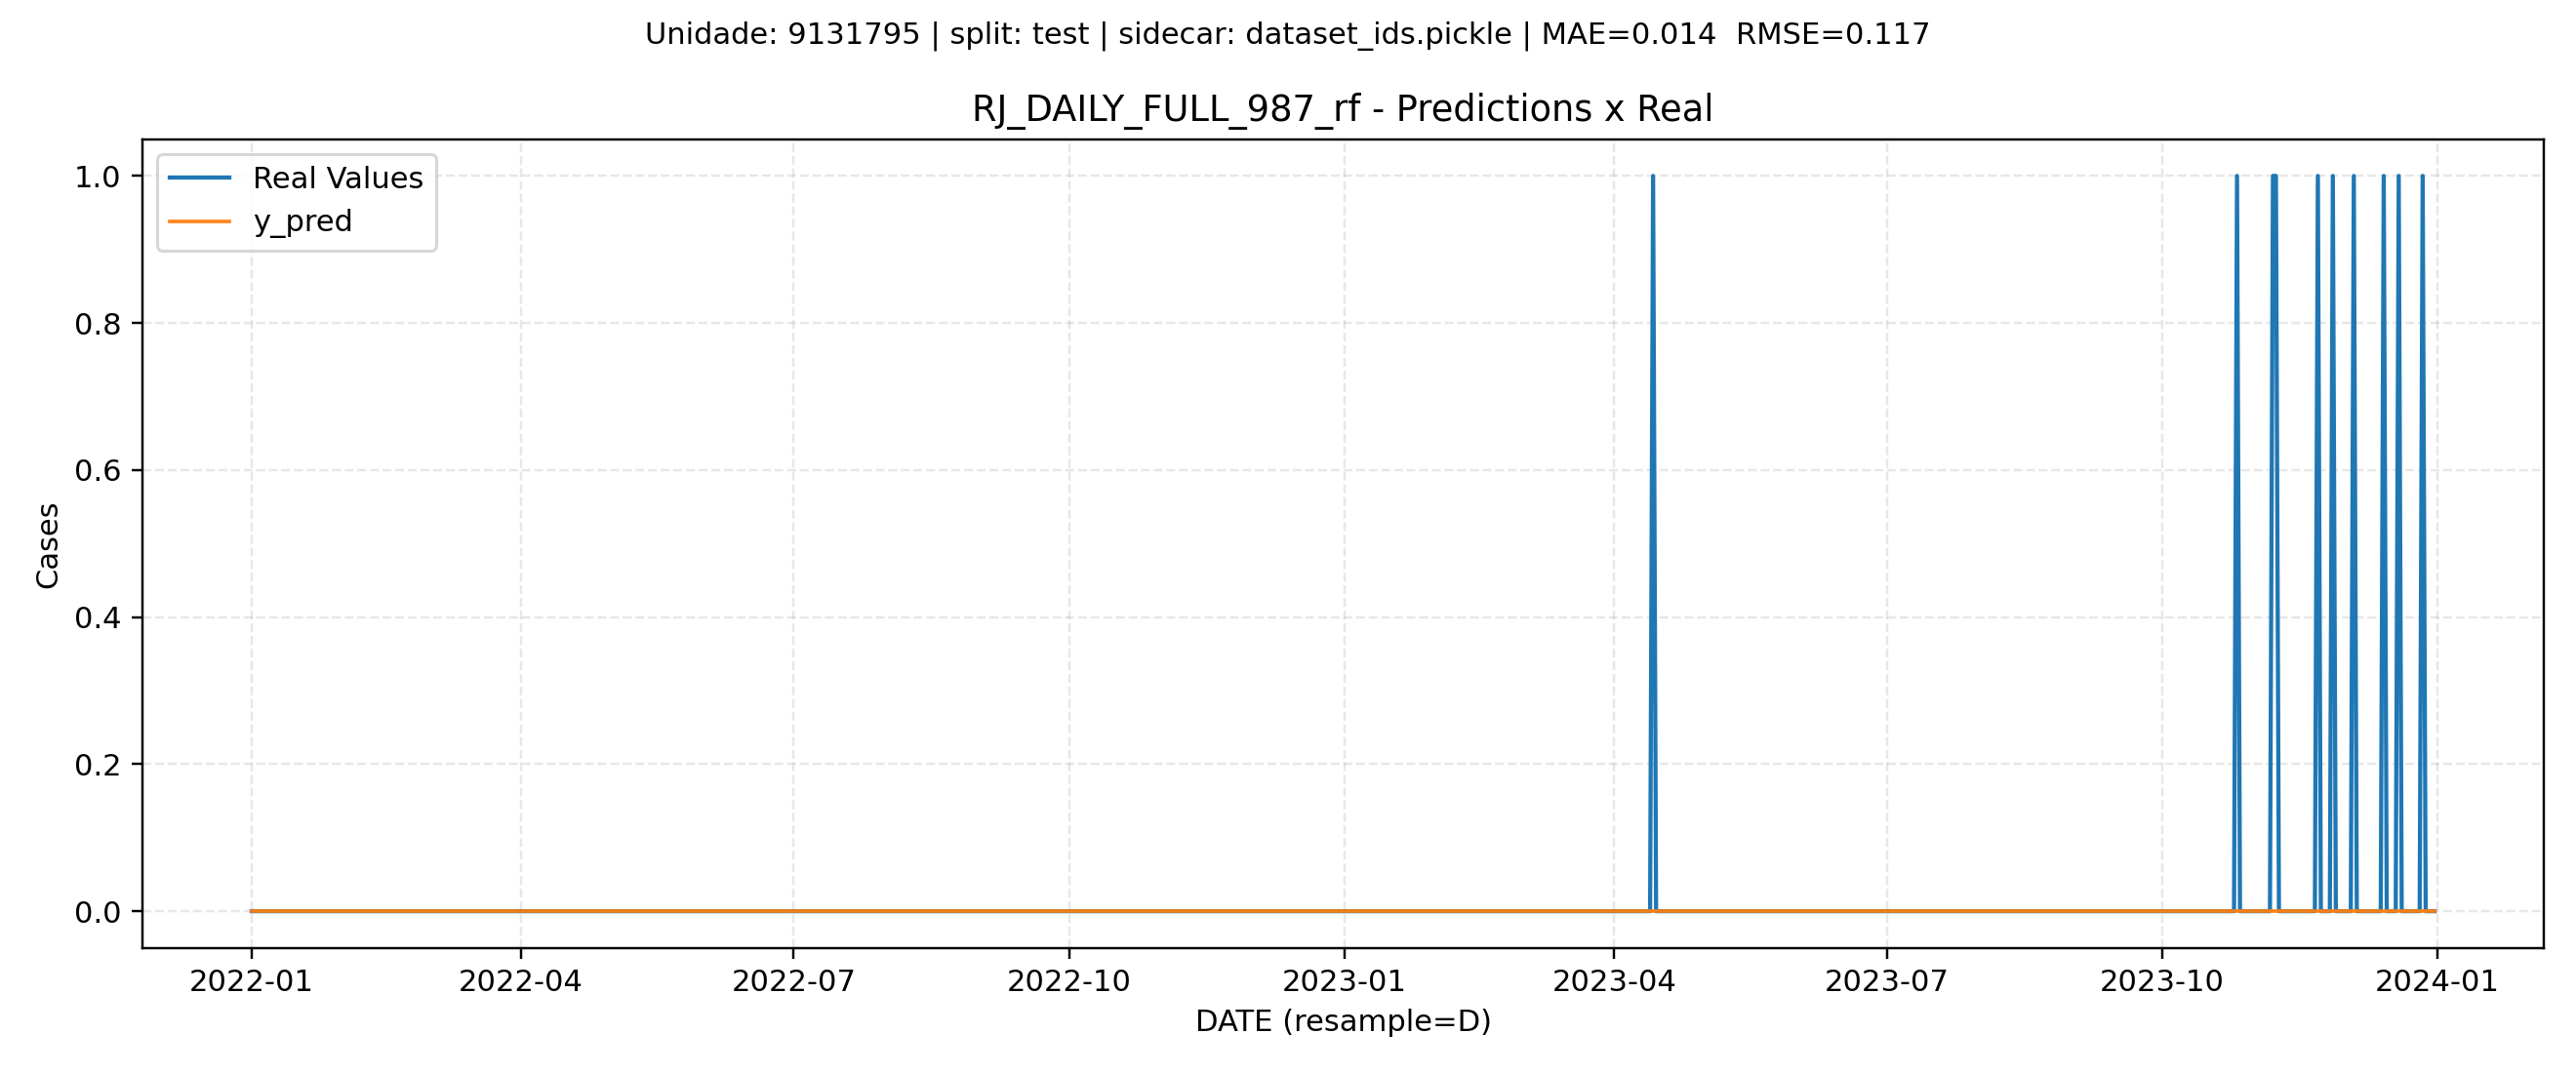 Unidade: 9131795 | split: test | sidecar: dataset_ids.pickle | MAE=0.014  RMSE=0.117
RJ_DAILY_FULL_987_rf - Predictions x Real
Real Values
y_pred
1.0
0.8
0.6
0.4
0.2
0.0
Cases
2022-01 2022-04 2022-07 2022-10 2023-01 2023-04 2023-07 2023-10 2024-01
DATE (resample=D)